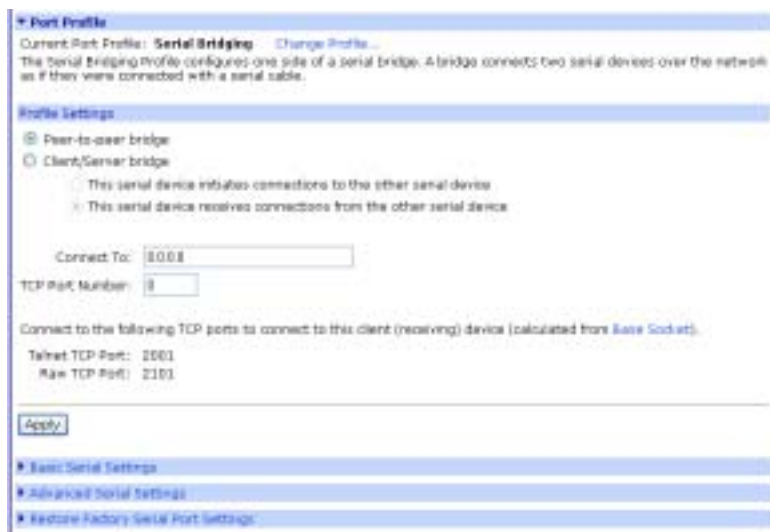 Port Profile
Current Port Profile: Serial Bridging Change Profile...
The Serial Bridging Profile configures one side of a serial bridge. A bridge connects two serial devices over the network
as if they were connected with a serial cable.
Profile Settings
Peer-to-peer bridge
Client/Server bridge
This serial device initiates connections to the other serial device
This serial device receives connections from the other serial device
Connect To: 0.0.0.0
TCP Port Number: 0
Connect to the following TCP ports to connect to this client (receiving) device (calculated from Base Socket).
Telnet TCP Port: 2001
Raw TCP Port: 2101
Apply
Basic Serial Settings
Advanced Serial Settings
Restore Factory Serial Port Settings